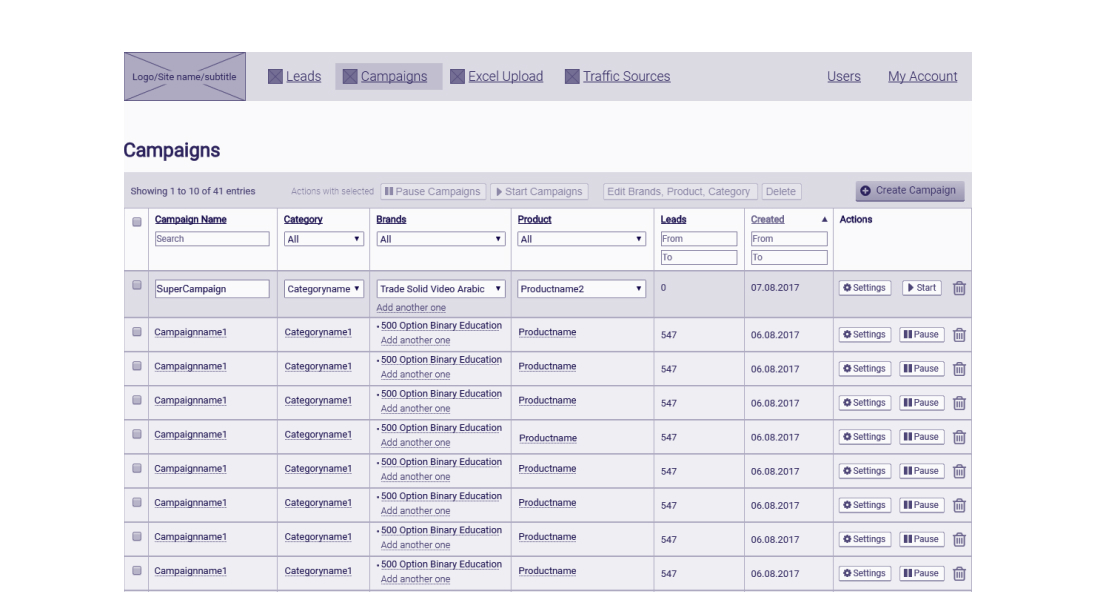 Logo/Site name/subtitle Leads Campaigns Excel Upload Traffic Sources Users My Account
Campaigns
Showing 1 to 10 of 41 entries Actions with selected Pause Campaigns Start Campaigns Edit Brands, Product, Category Delete Create Campaign
Campaign Name Category Brands Product Leads Created Actions
Search All All All From From
To To
SuperCampaign Categoryname Trade Solid Video Arabic Productname2 0 07.08.2017 Settings Start
Add another one
Campaignname1 Categoryname1 500 Option Binary Education Productname 547 06.08.2017 Settings Pause
Add another one
Campaignname1 Categoryname1 500 Option Binary Education Productname 547 06.08.2017 Settings Pause
Add another one
Campaignname1 Categoryname1 500 Option Binary Education Productname 547 06.08.2017 Settings Pause
Add another one
Campaignname1 Categoryname1 500 Option Binary Education Productname 547 06.08.2017 Settings Pause
Add another one
Campaignname1 Categoryname1 500 Option Binary Education Productname 547 06.08.2017 Settings Pause
Add another one
Campaignname1 Categoryname1 500 Option Binary Education Productname 547 06.08.2017 Settings Pause
Add another one
Campaignname1 Categoryname1 500 Option Binary Education Productname 547 06.08.2017 Settings Pause
Add another one
Campaignname1 Categoryname1 500 Option Binary Education Productname 547 06.08.2017 Settings Pause
Add another one